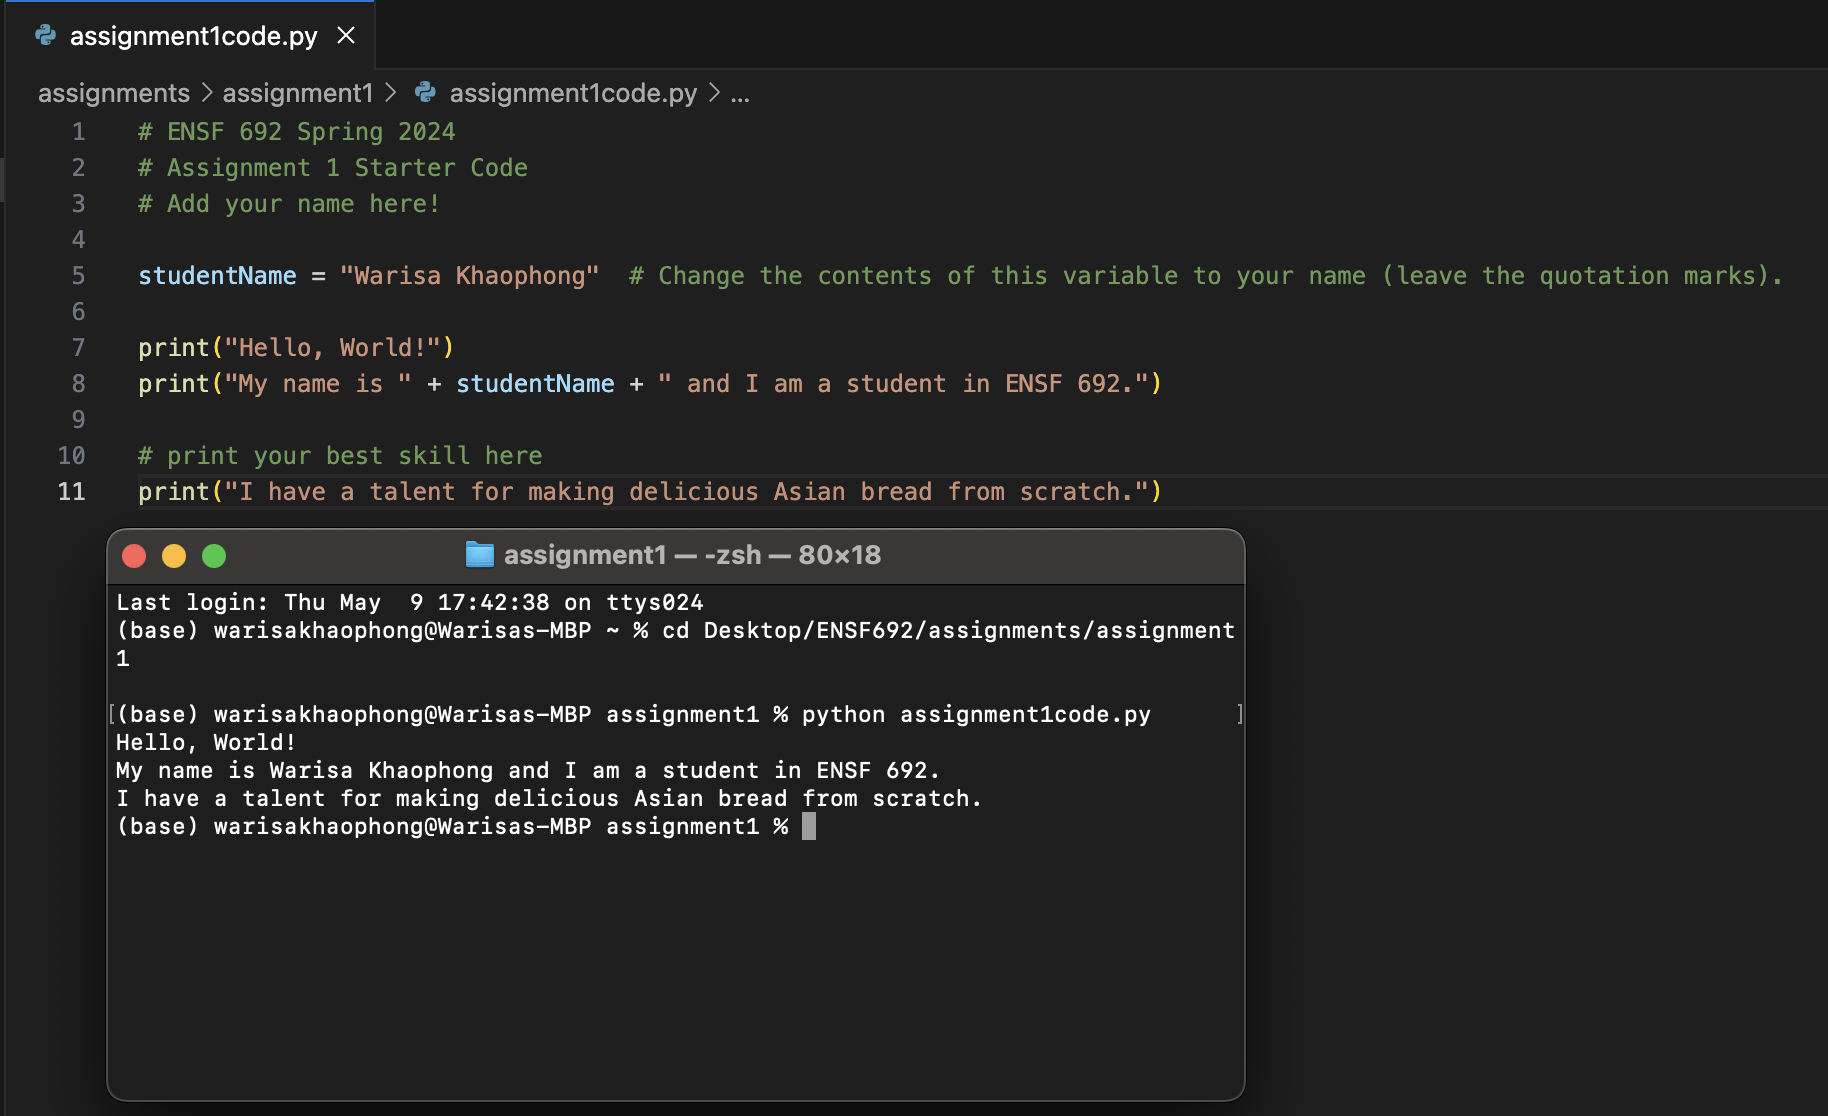 assignment1code.py
assignments > assignment1 > assignment1code.py > ...
1 # ENSF 692 Spring 2024
2 # Assignment 1 Starter Code
3 # Add your name here!
4
5 studentName = "Warisa Khaophong"  # Change the contents of this variable to your name (leave the quotation marks).
6
7 print("Hello, World!")
8 print("My name is " + studentName + " and I am a student in ENSF 692.")
9
10 # print your best skill here
11 print("I have a talent for making delicious Asian bread from scratch.")
assignment1 — -zsh — 80×18
Last login: Thu May  9 17:42:38 on ttys024
(base) warisakhaophong@Warisas-MBP ~ % cd Desktop/ENSF692/assignments/assignment
1
[(base) warisakhaophong@Warisas-MBP assignment1 % python assignment1code.py ]
Hello, World!
My name is Warisa Khaophong and I am a student in ENSF 692.
I have a talent for making delicious Asian bread from scratch.
(base) warisakhaophong@Warisas-MBP assignment1 %